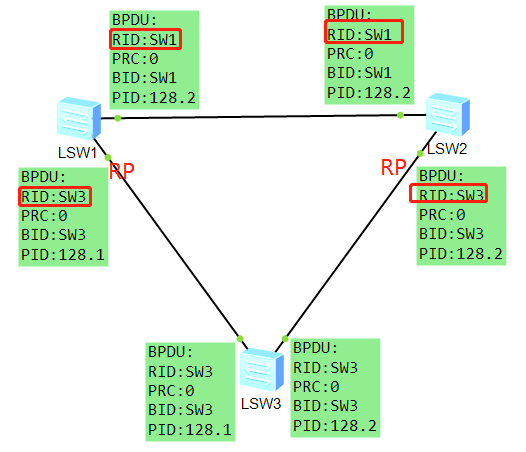 BPDU:
RID:SW1
PRC:0
BID:SW1
PID:128.2
BPDU:
RID:SW1
PRC:0
BID:SW1
PID:128.2
LSW1
LSW2
RP
RP
BPDU:
RID:SW3
PRC:0
BID:SW3
PID:128.1
BPDU:
RID:SW3
PRC:0
BID:SW3
PID:128.2
BPDU:
RID:SW3
PRC:0
BID:SW3
PID:128.1
LSW3
BPDU:
RID:SW3
PRC:0
BID:SW3
PID:128.2